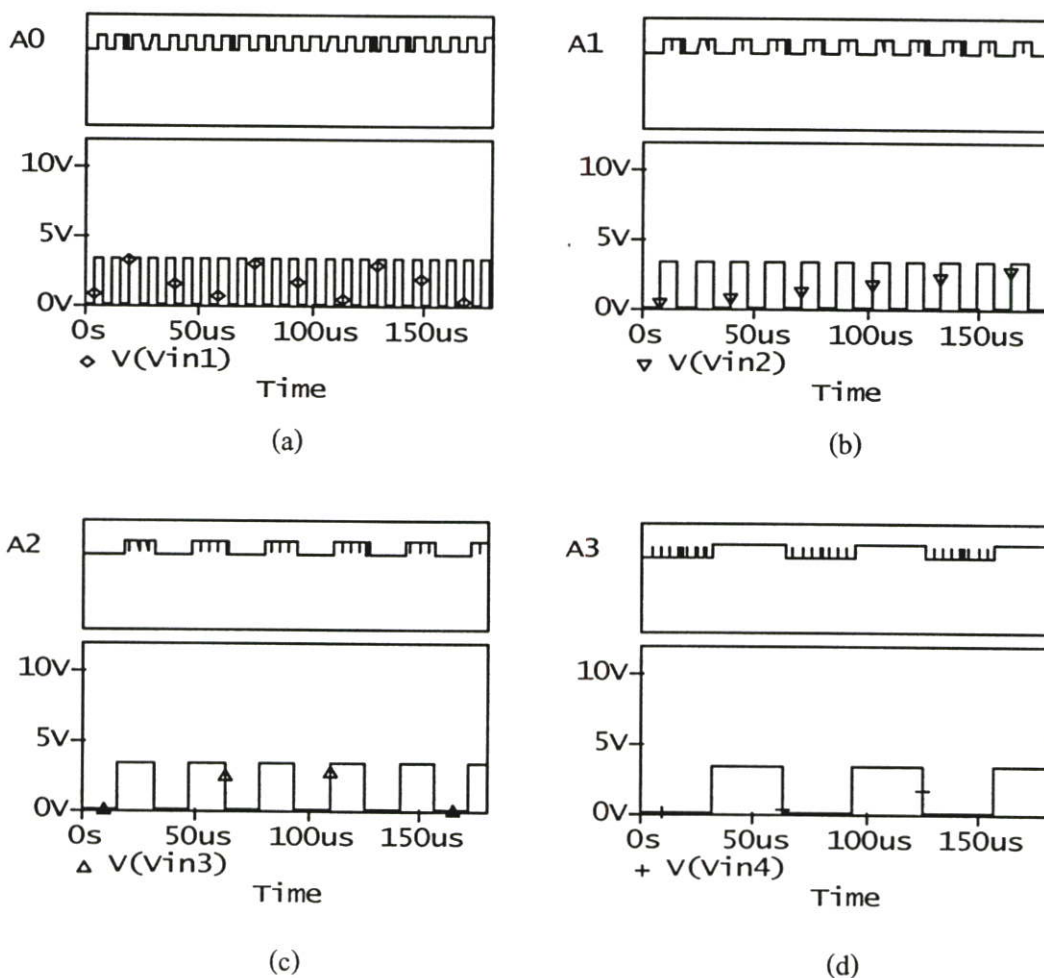 A0
10V
5V
0V
0s 50us 100us 150us
V(Vin1)
Time
(a)
A1
10V
5V
0V
0s 50us 100us 150us
V(Vin2)
Time
(b)
A2
10V
5V
0V
0s 50us 100us 150us
V(Vin3)
Time
(c)
A3
10V
5V
0V
0s 50us 100us 150us
V(Vin4)
Time
(d)